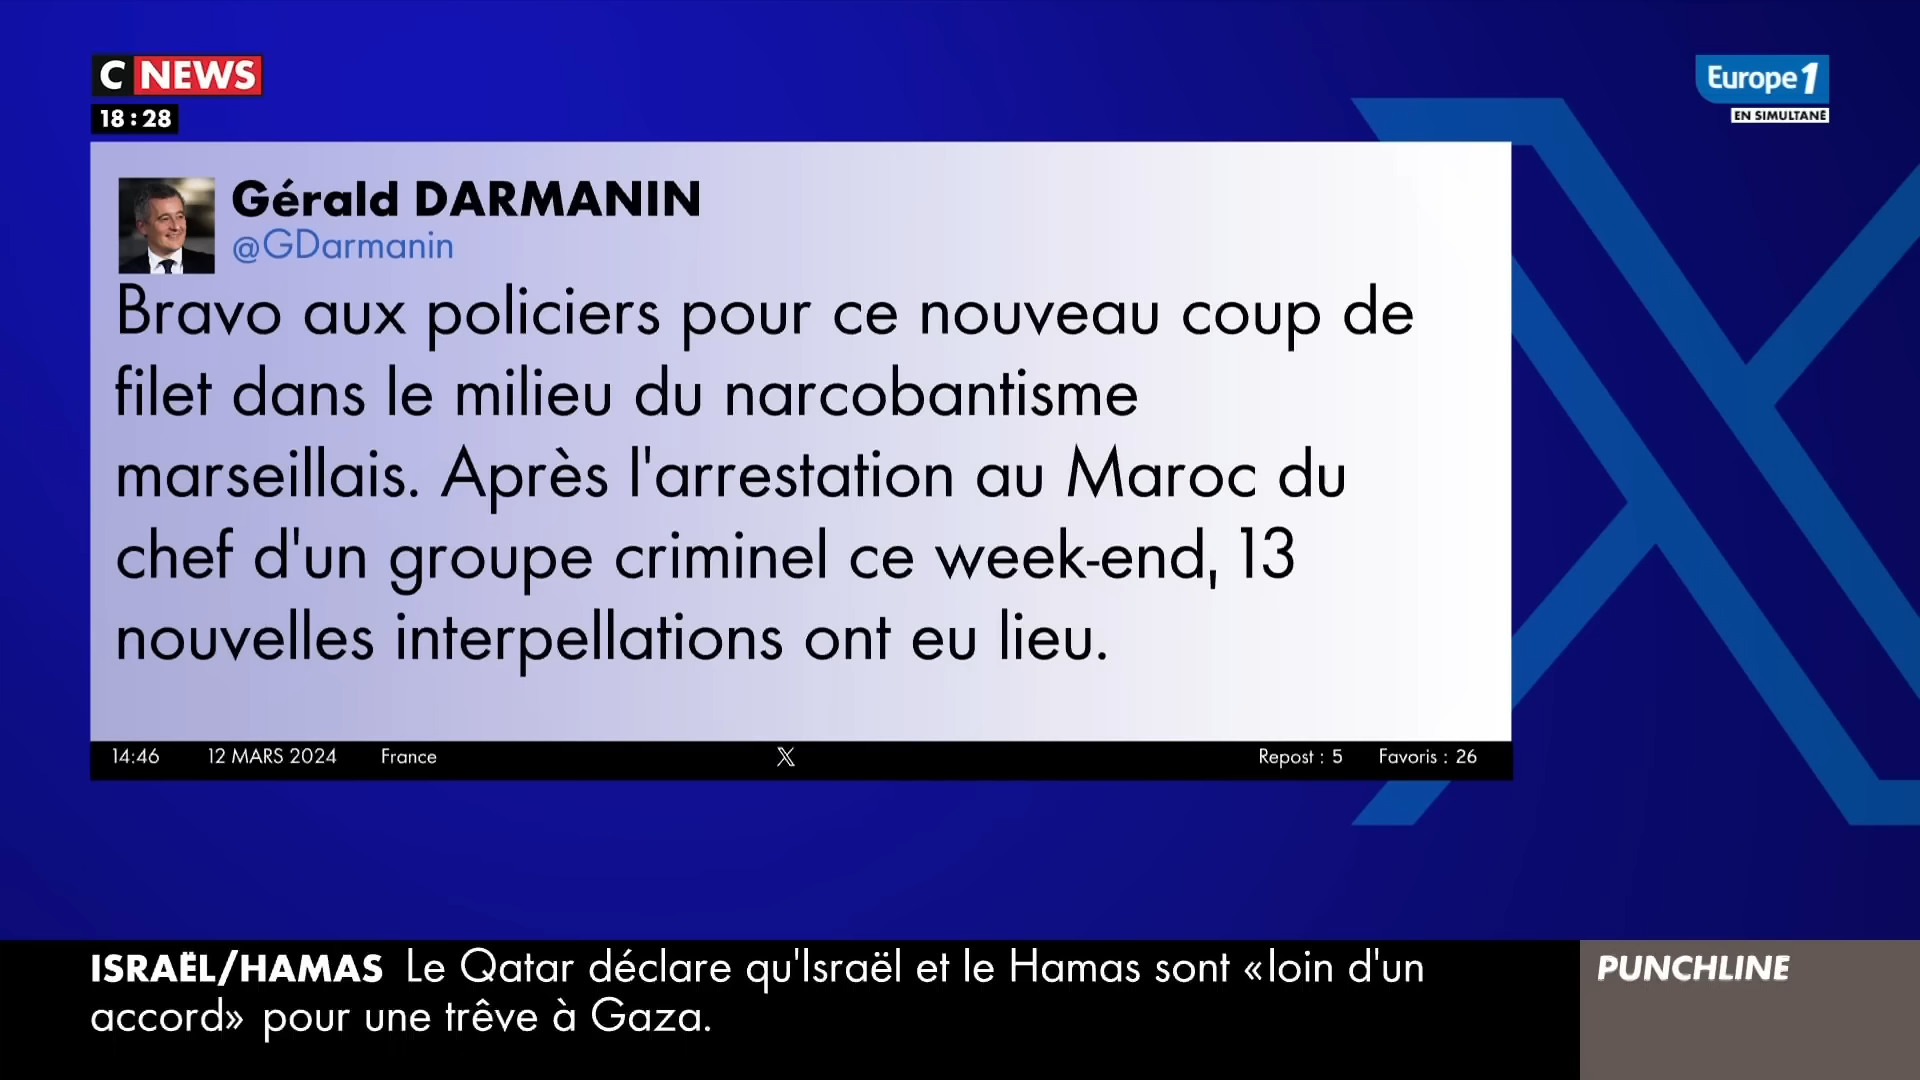 C NEWS
18:28
Europe 1
EN SIMULTANÉ
Gérald DARMANIN
@GDarmanin
Bravo aux policiers pour ce nouveau coup de
filet dans le milieu du narcobantisme
marseillais. Après l'arrestation au Maroc du
chef d'un groupe criminel ce week-end, 13
nouvelles interpellations ont eu lieu.
14:46 12 MARS 2024 France X Repost : 5 Favoris : 26
ISRAËL/HAMAS Le Qatar déclare qu'Israël et le Hamas sont «loin d'un
accord» pour une trêve à Gaza.
PUNCHLINE